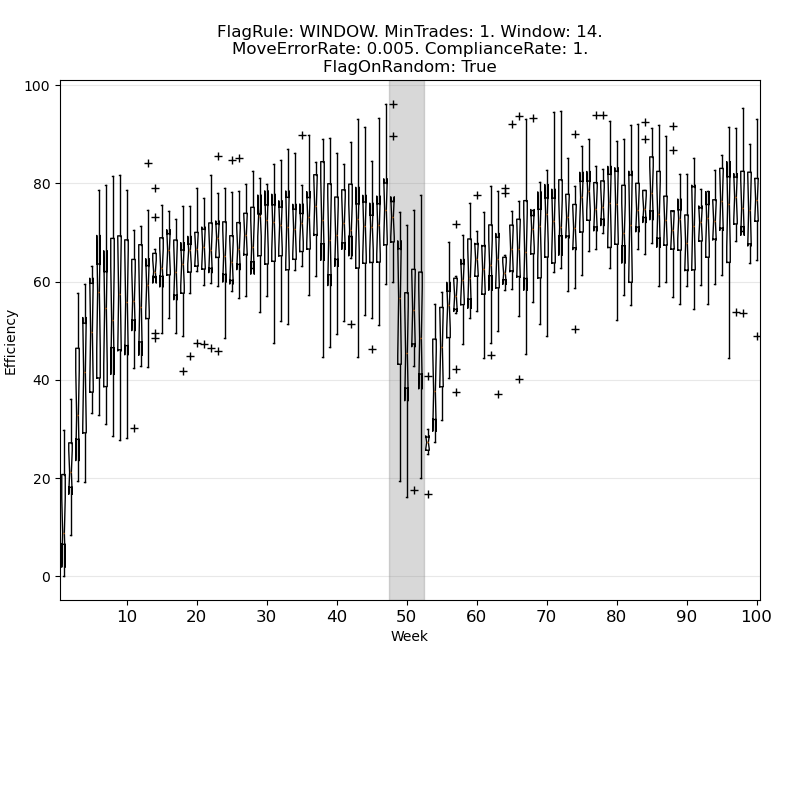 FlagRule: WINDOW. MinTrades: 1. Window: 14.
MoveErrorRate: 0.005. ComplianceRate: 1.
FlagOnRandom: True
100
80
60
40
20
0
Efficiency
10 20 30 40 50 60 70 80 90 100
Week